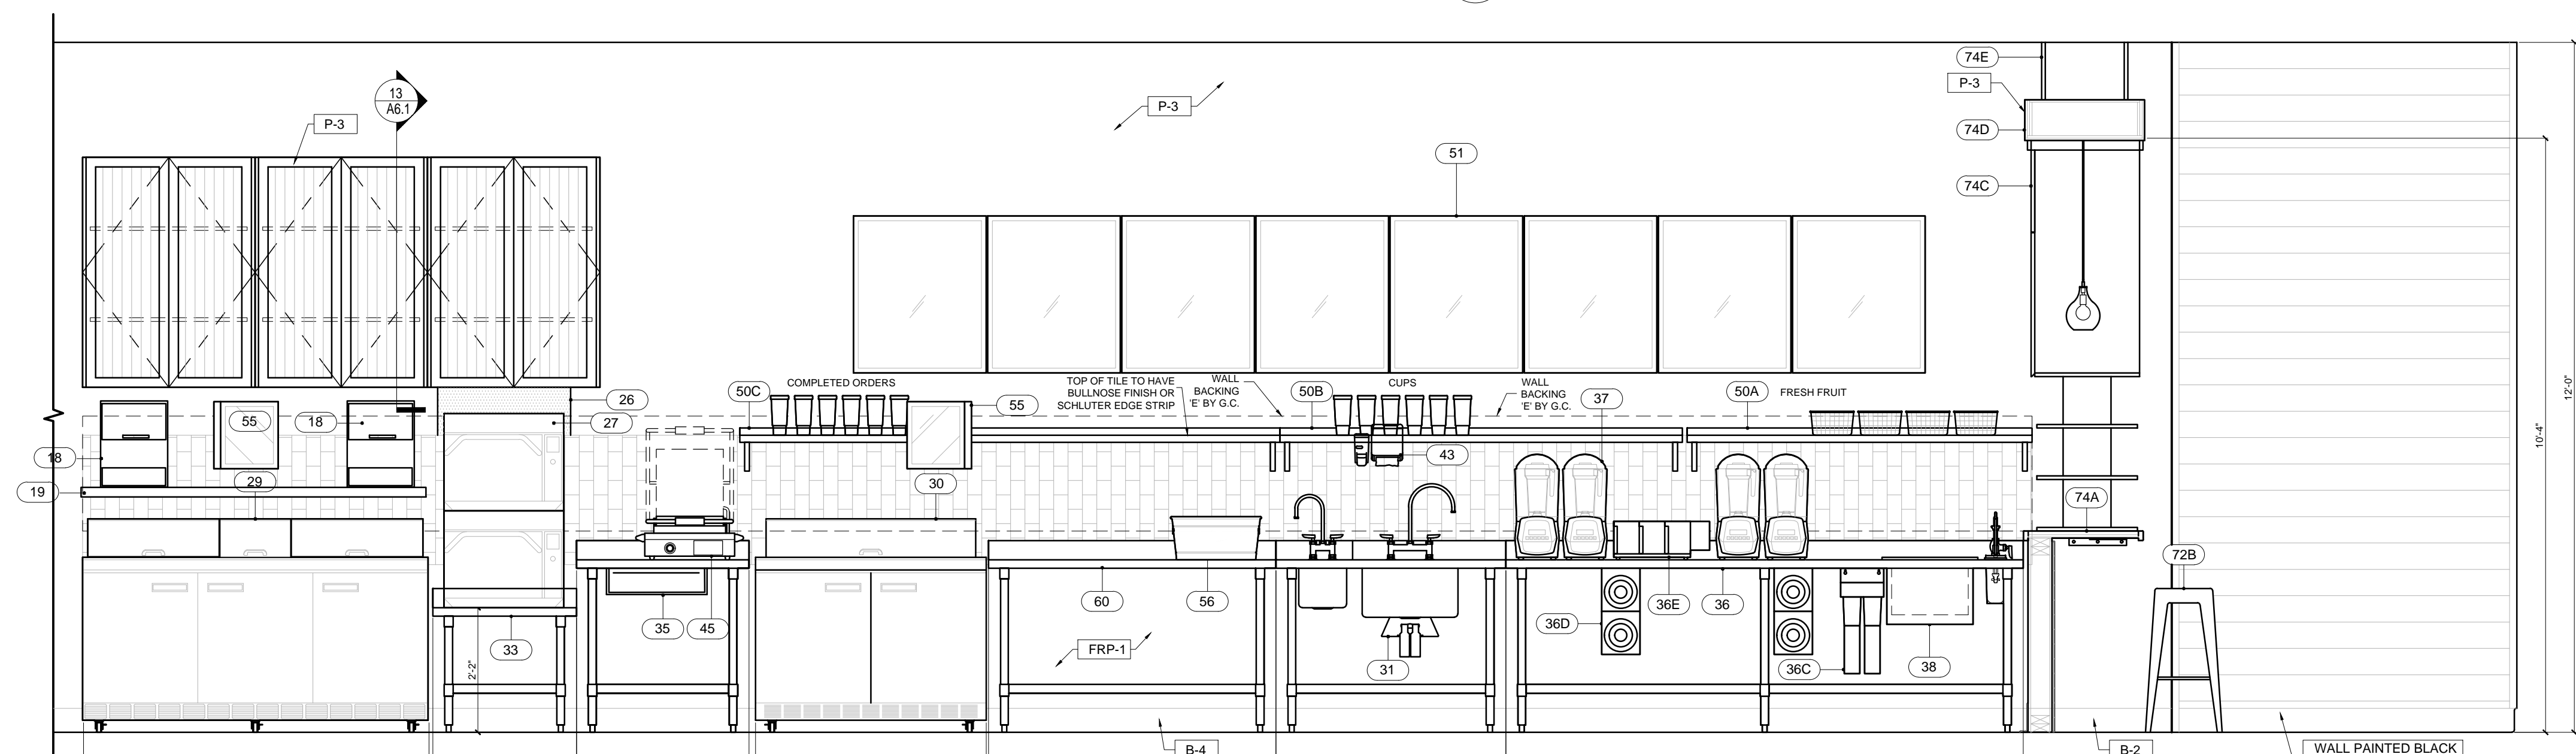 74E
P-3
13
A6.1
P-3
P-3
74D
12'-0"
10'-4"
51
74C
50C
COMPLETED ORDERS
TOP OF TILE TO HAVE
BULLNOSE FINISH OR
SCHLUTER EDGE STRIP
WALL
BACKING
'E' BY G.C.
50B
CUPS
WALL
BACKING
'E' BY G.C.
37
50A
FRESH FRUIT
26
55
55
18
27
18
43
29
30
19
74A
72B
60
56
36E
36
35
45
36D
33
FRP-1
31
36C
38
2'-2"
B-4
B-2
WALL PAINTED BLACK